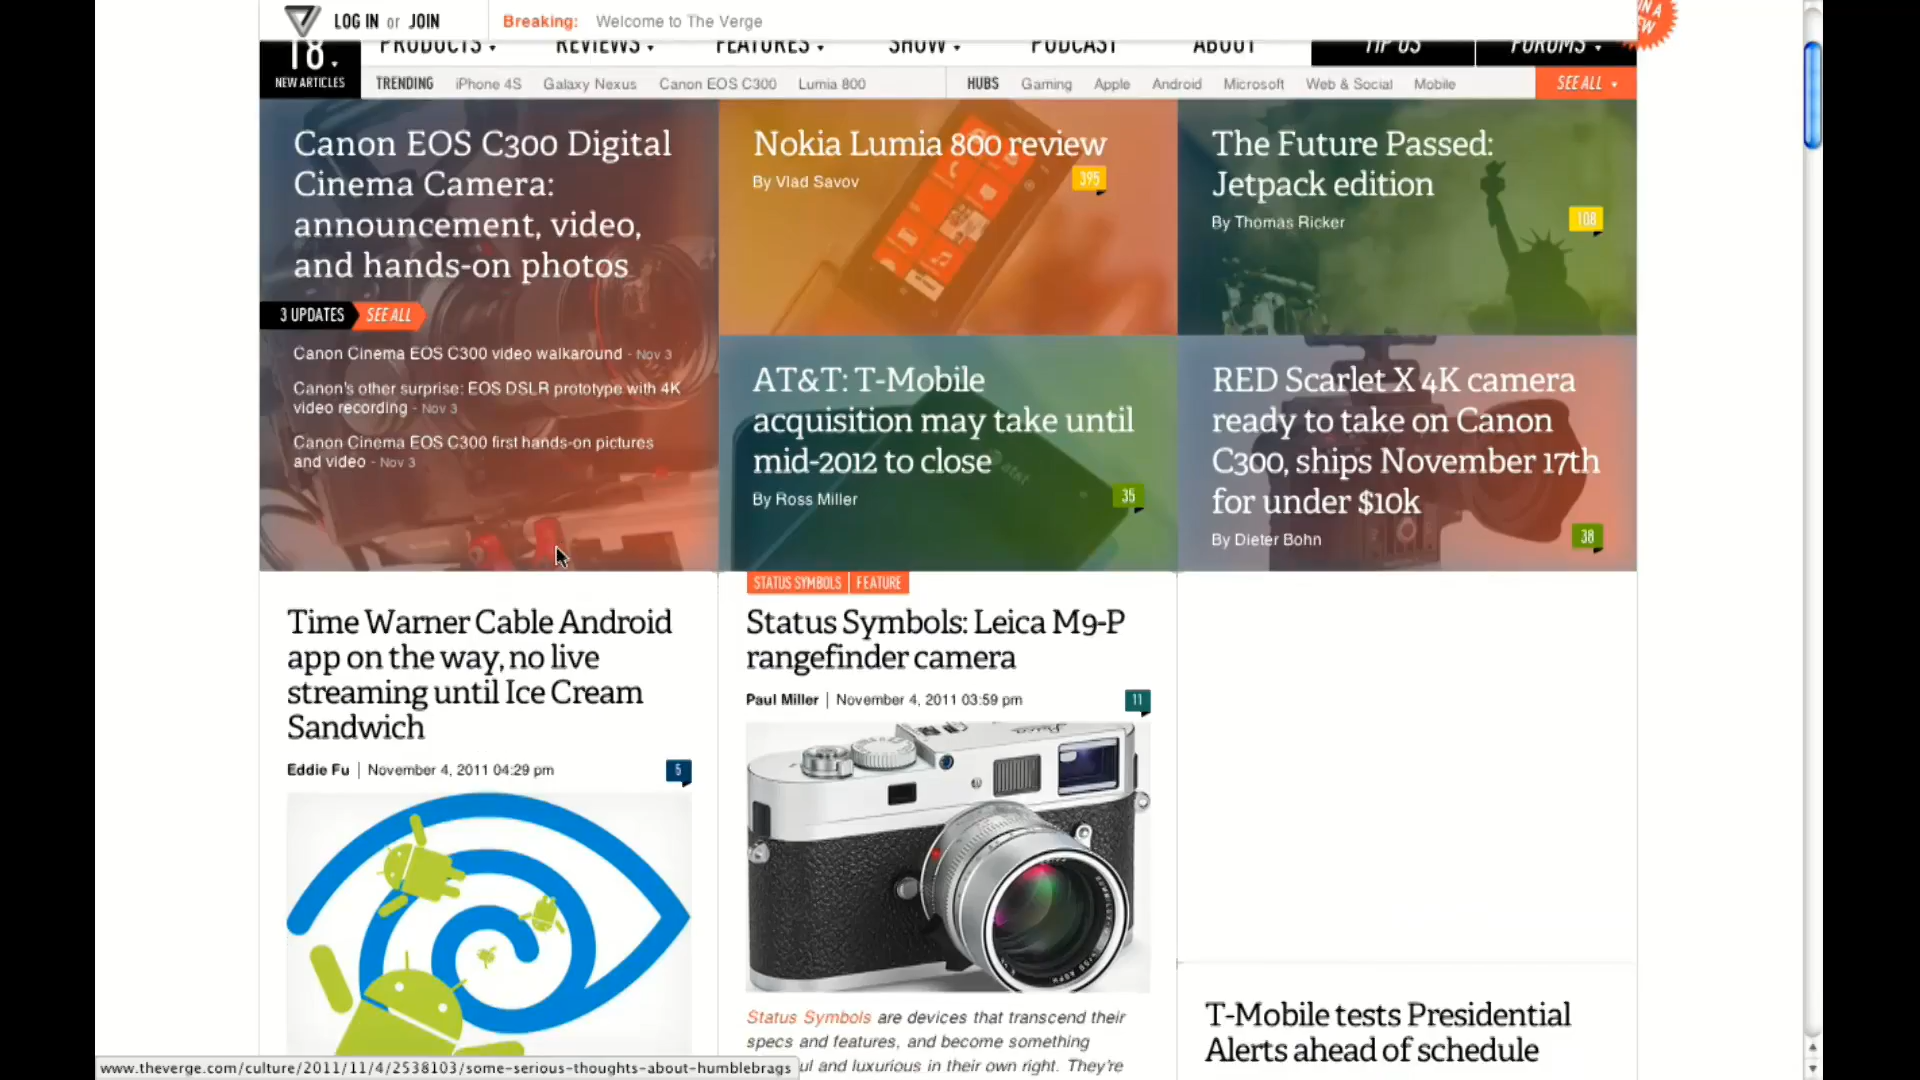 LOG IN or JOIN
Breaking: Welcome to The Verge
18
NEW ARTICLES
PRODUCTS REVIEWS FEATURES SHOW PODCAST ABOUT TIP US FORUMS
TRENDING iPhone 4S Galaxy Nexus Canon EOS C300 Lumia 800
HUBS Gaming Apple Android Microsoft Web & Social Mobile SEE ALL
Canon EOS C300 Digital
Cinema Camera:
announcement, video,
and hands-on photos
3 UPDATES SEE ALL
Canon Cinema EOS C300 video walkaround - Nov 3
Canon's other surprise: EOS DSLR prototype with 4K
video recording - Nov 3
Canon Cinema EOS C300 first hands-on pictures
and video - Nov 3
Nokia Lumia 800 review
By Vlad Savov
395
The Future Passed:
Jetpack edition
By Thomas Ricker
108
AT&T: T-Mobile
acquisition may take until
mid-2012 to close
By Ross Miller
35
at&t
RED Scarlet X 4K camera
ready to take on Canon
C300, ships November 17th
for under $10k
By Dieter Bohn
38
Time Warner Cable Android
app on the way, no live
streaming until Ice Cream
Sandwich
Eddie Fu | November 4, 2011 04:29 pm
5
STATUS SYMBOLS FEATURE
Status Symbols: Leica M9-P
rangefinder camera
Paul Miller | November 4, 2011 03:59 pm
11
Leica
Status Symbols are devices that transcend their
specs and features, and become something
ul and luxurious in their own right. They're
T-Mobile tests Presidential
Alerts ahead of schedule
www.theverge.com/culture/2011/11/4/2538103/some-serious-thoughts-about-humblebrags